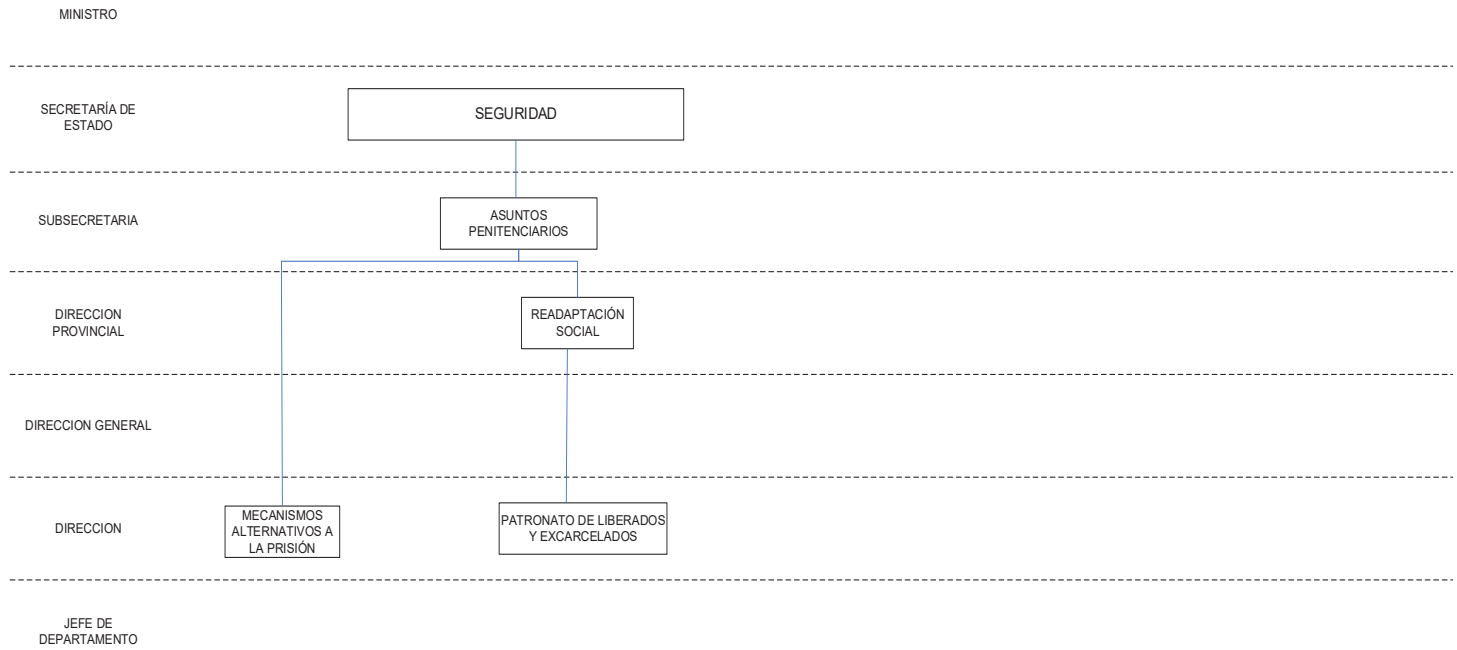 MINISTRO
SECRETARÍA DE
ESTADO
SEGURIDAD
SUBSECRETARIA
ASUNTOS
PENITENCIARIOS
DIRECCION
PROVINCIAL
READAPTACIÓN
SOCIAL
DIRECCION GENERAL
DIRECCION
MECANISMOS
ALTERNATIVOS A
LA PRISIÓN
PATRONATO DE LIBERADOS
Y EXCARCELADOS
JEFE DE
DEPARTAMENTO